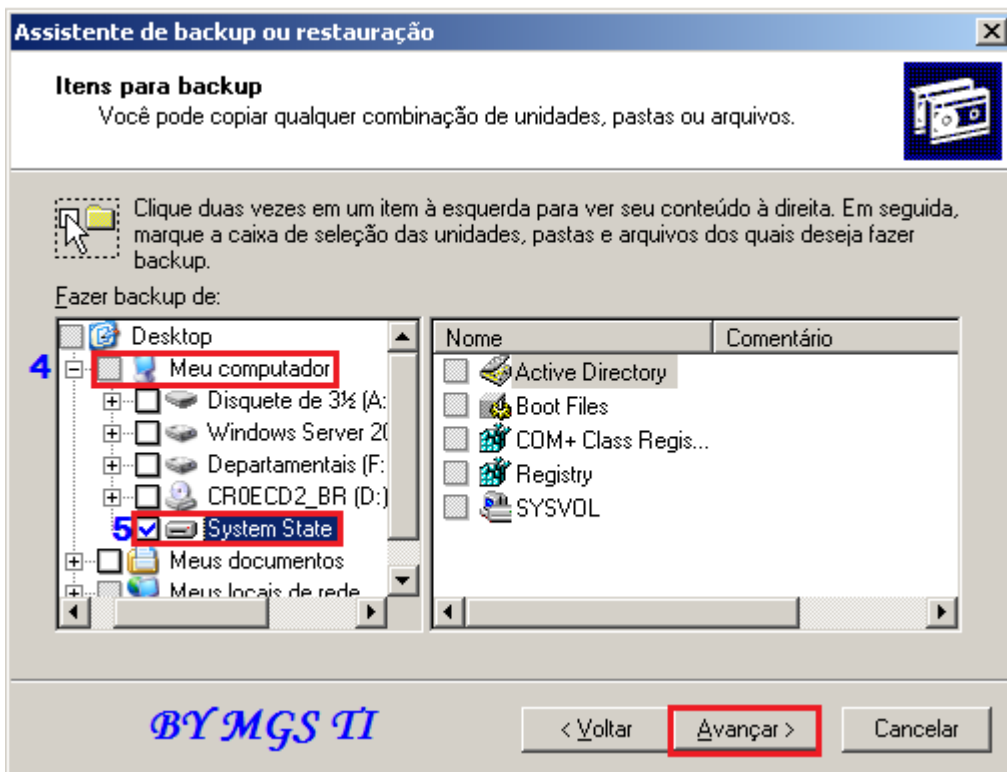 Assistente de backup ou restauração
Itens para backup
Você pode copiar qualquer combinação de unidades, pastas ou arquivos.
Clique duas vezes em um item à esquerda para ver seu conteúdo à direita. Em seguida,
marque a caixa de seleção das unidades, pastas e arquivos dos quais deseja fazer
backup.
Fazer backup de:
Desktop
4 Meu computador
Disquete de 3½ (A:
Windows Server 20
Departamentais (F:
CR0ECD2_BR (D:)
5 System State
Meus documentos
Meus locais de rede
Nome Comentário
Active Directory
Boot Files
COM+ Class Regis...
Registry
SYSVOL
BY MGS TI
< Voltar Avançar > Cancelar